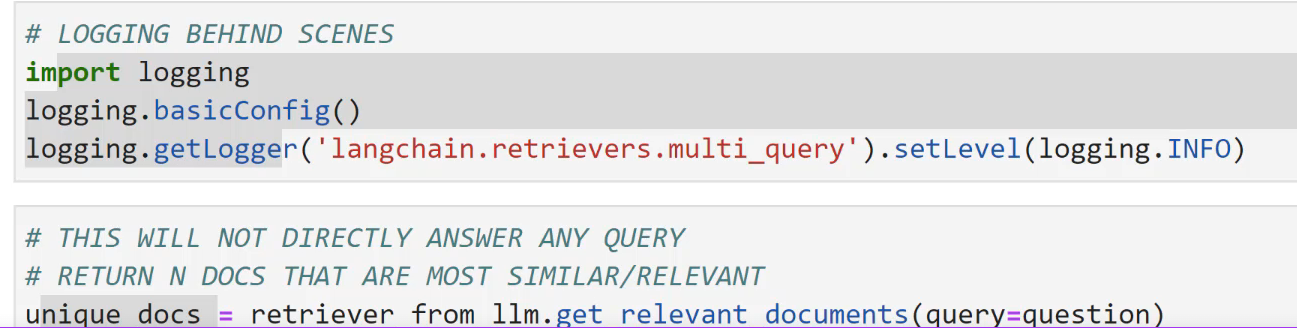 # LOGGING BEHIND SCENES
import logging
logging.basicConfig()
logging.getLogger('langchain.retrievers.multi_query').setLevel(logging.INFO)
# THIS WILL NOT DIRECTLY ANSWER ANY QUERY
# RETURN N DOCS THAT ARE MOST SIMILAR/RELEVANT
unique_docs = retriever_from_llm.get_relevant_documents(query=question)